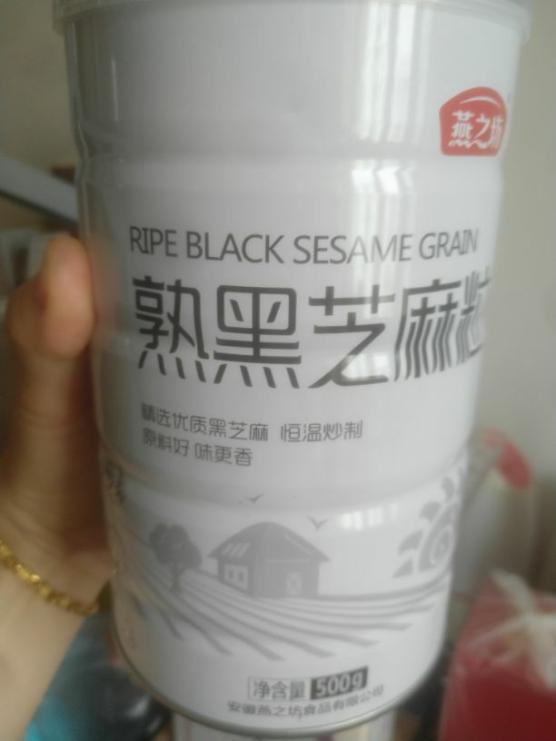 燕之坊
RIPE BLACK SESAME GRAIN
熟黑芝麻粒
精选优质黑芝麻 恒温炒制
原料好 味更香
净含量 500g
安徽燕之坊食品有限公司